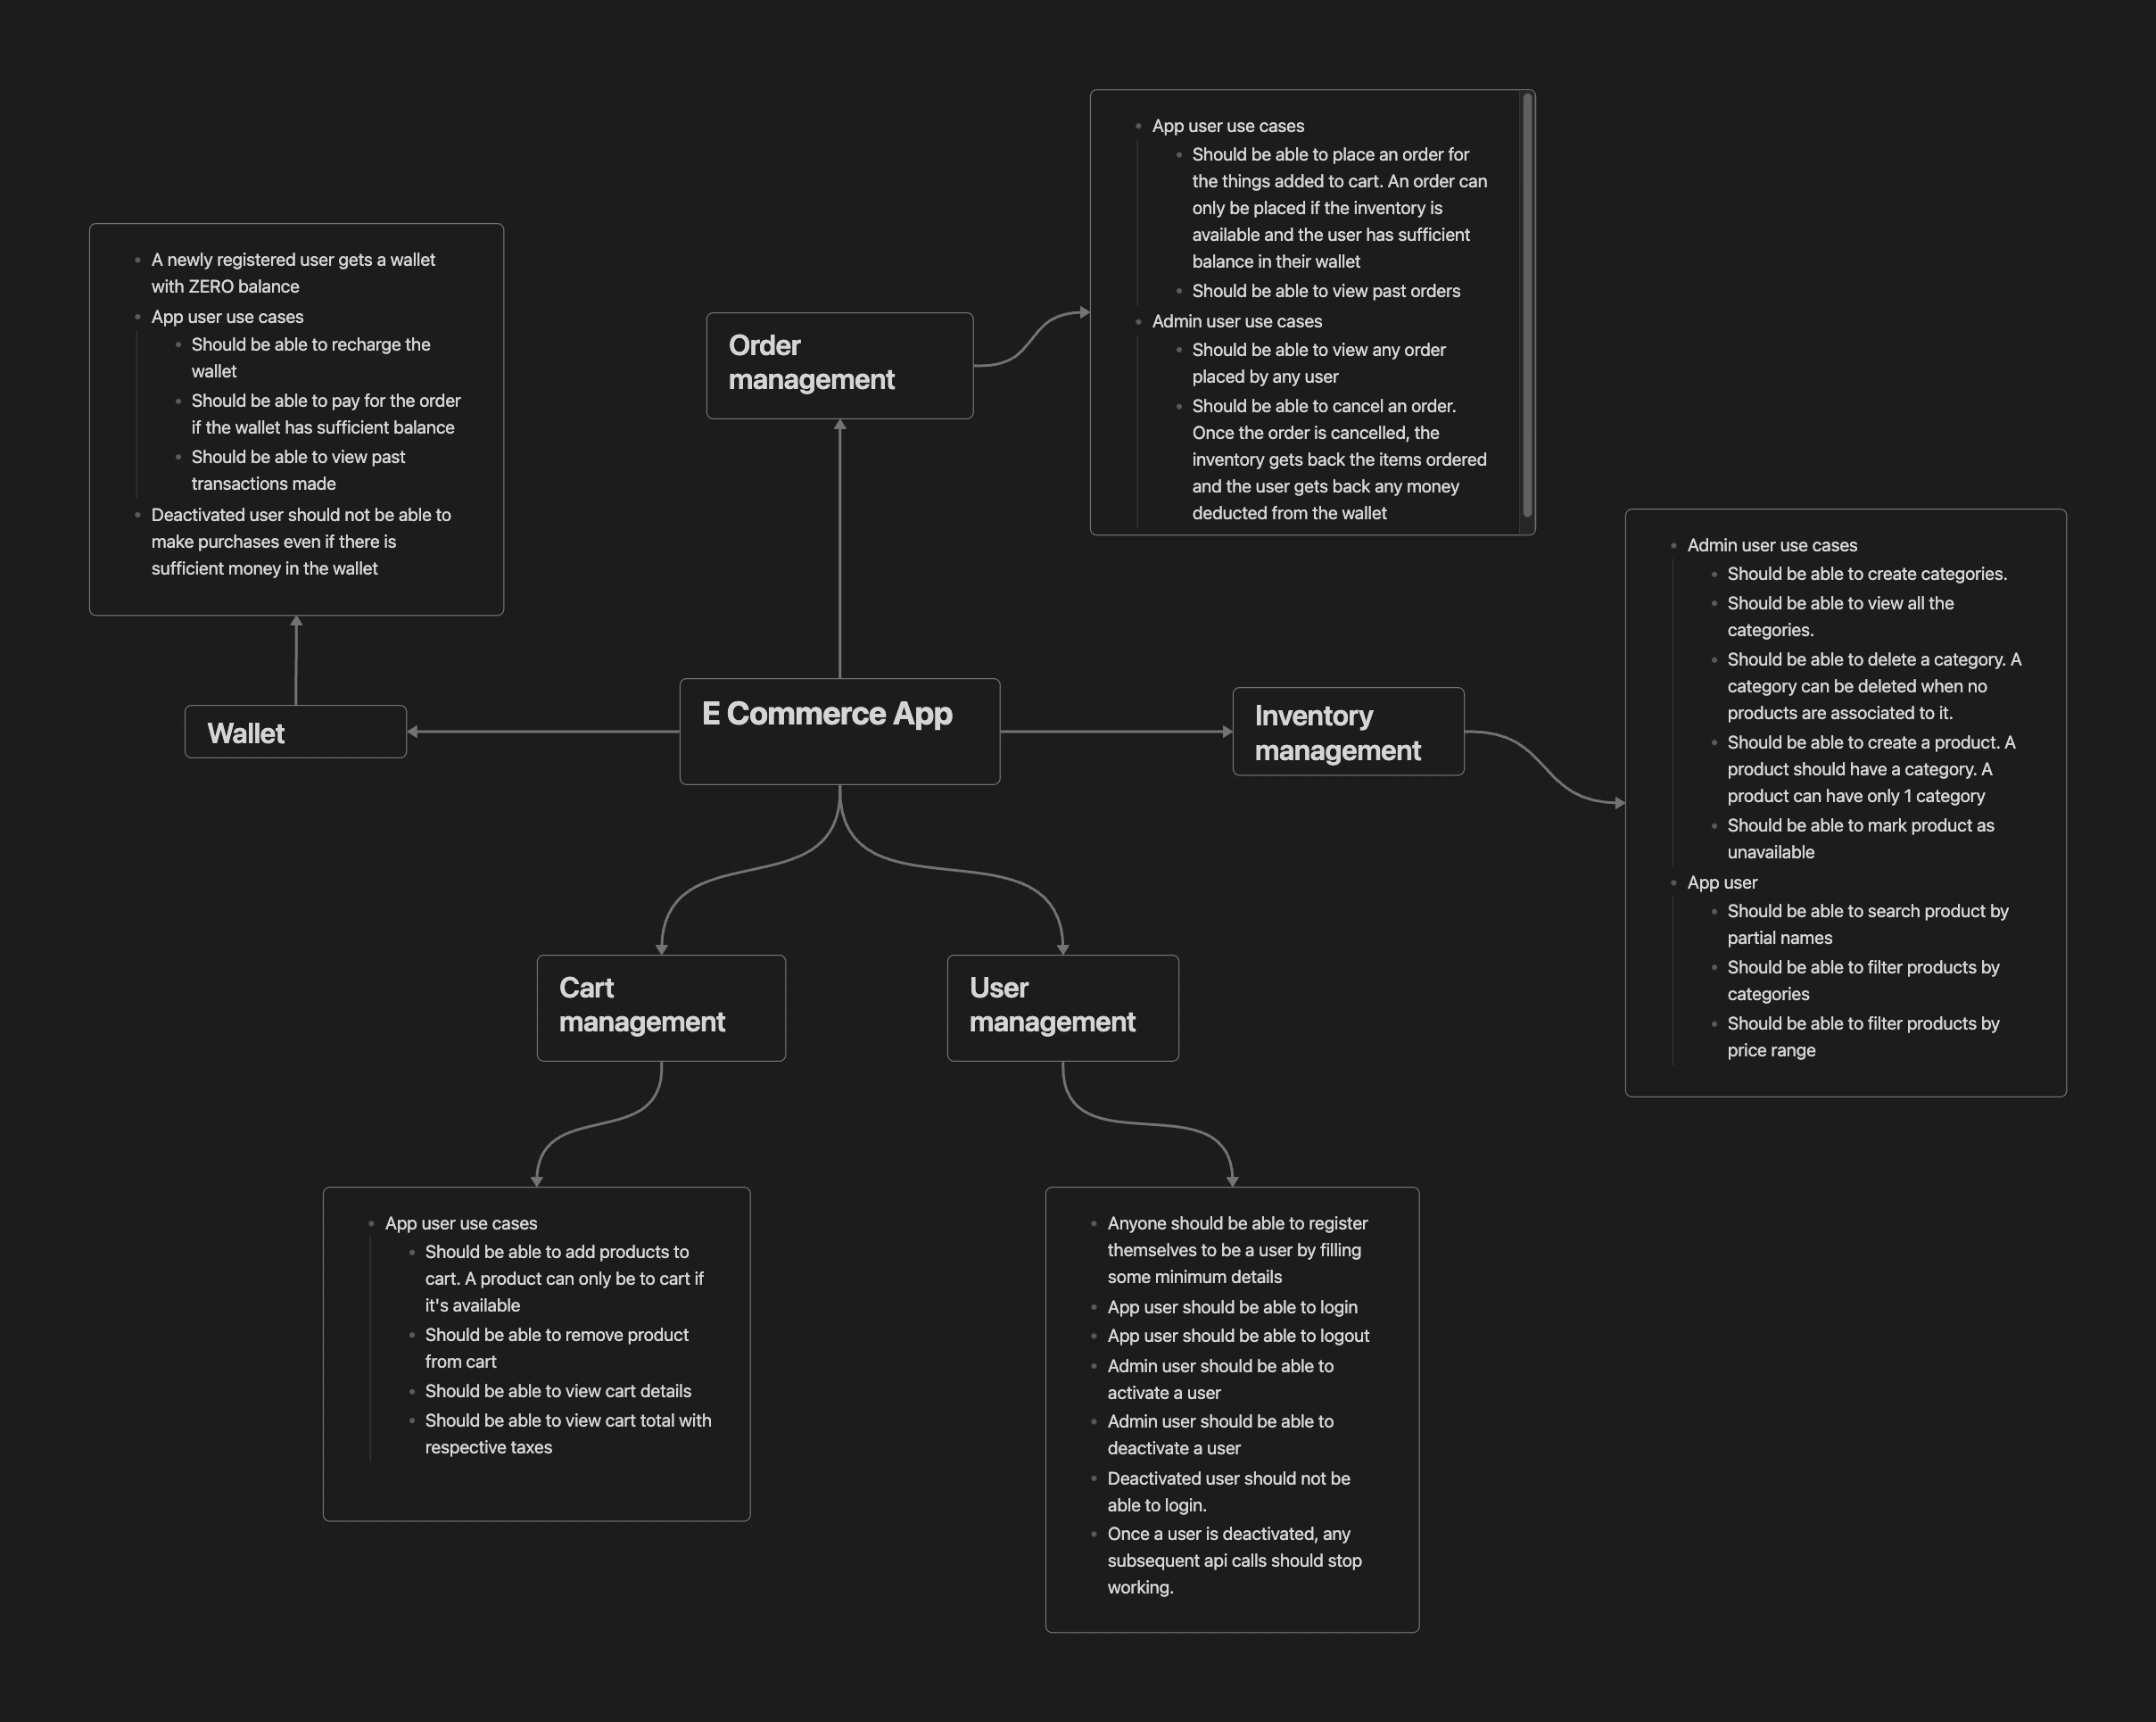 App user use cases
Should be able to place an order for
the things added to cart. An order can
only be placed if the inventory is
available and the user has sufficient
balance in their wallet
Should be able to view past orders
Admin user use cases
Should be able to view any order
placed by any user
Should be able to cancel an order.
Once the order is cancelled, the
inventory gets back the items ordered
and the user gets back any money
deducted from the wallet
A newly registered user gets a wallet
with ZERO balance
App user use cases
Should be able to recharge the
wallet
Should be able to pay for the order
if the wallet has sufficient balance
Should be able to view past
transactions made
Deactivated user should not be able to
make purchases even if there is
sufficient money in the wallet
Order
management
Wallet
E Commerce App
Inventory
management
Admin user use cases
Should be able to create categories.
Should be able to view all the
categories.
Should be able to delete a category. A
category can be deleted when no
products are associated to it.
Should be able to create a product. A
product should have a category. A
product can have only 1 category
Should be able to mark product as
unavailable
App user
Should be able to search product by
partial names
Should be able to filter products by
categories
Should be able to filter products by
price range
Cart
management
User
management
App user use cases
Should be able to add products to
cart. A product can only be to cart if
it's available
Should be able to remove product
from cart
Should be able to view cart details
Should be able to view cart total with
respective taxes
Anyone should be able to register
themselves to be a user by filling
some minimum details
App user should be able to login
App user should be able to logout
Admin user should be able to
activate a user
Admin user should be able to
deactivate a user
Deactivated user should not be
able to login.
Once a user is deactivated, any
subsequent api calls should stop
working.